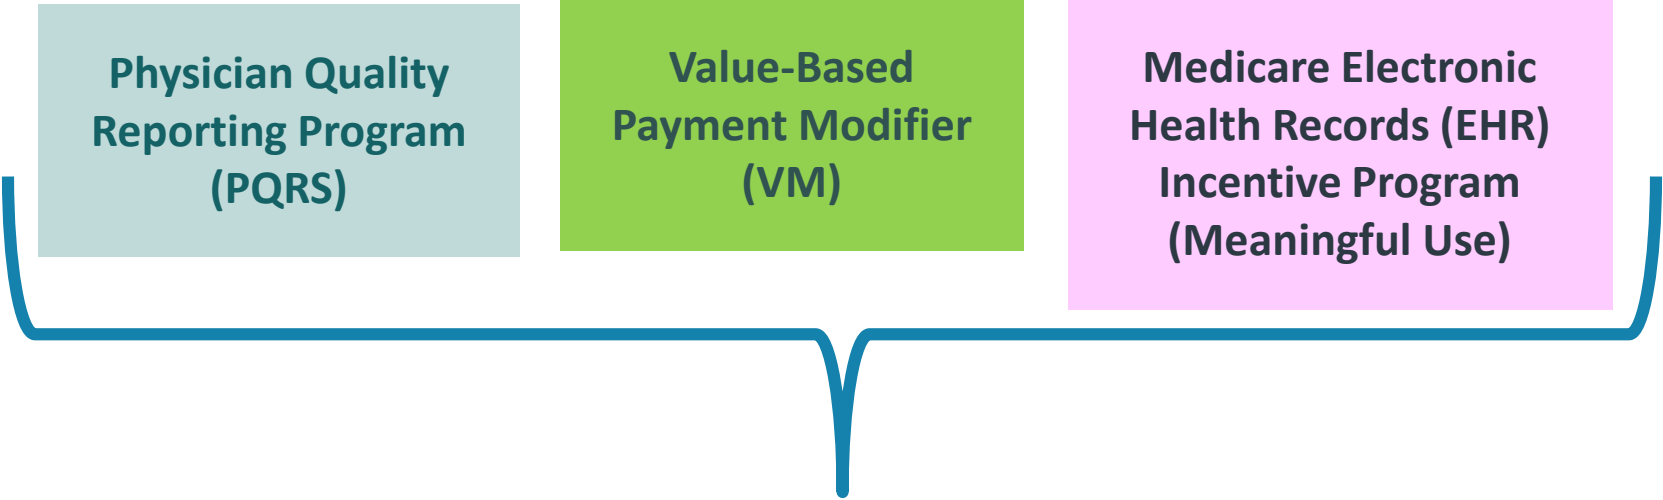 Physician Quality
Reporting Program
(PQRS)
Value-Based
Payment Modifier
(VM)
Medicare Electronic
Health Records (EHR)
Incentive Program
(Meaningful Use)